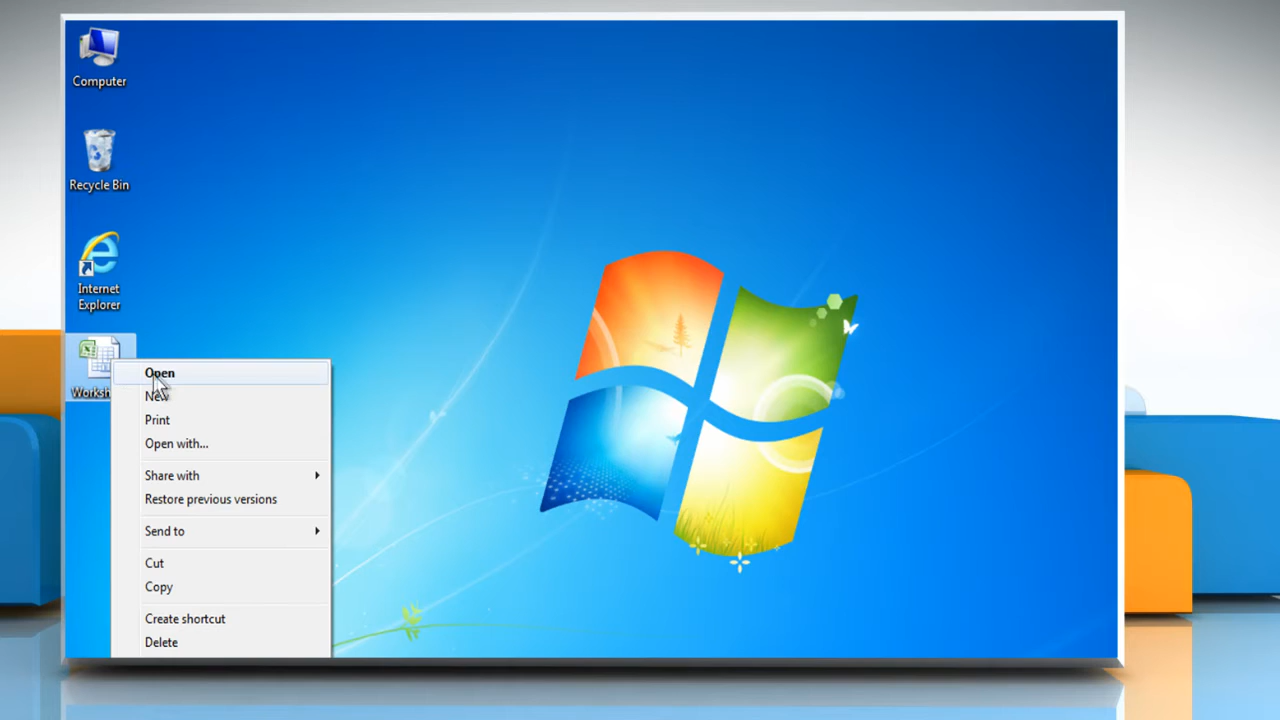 Computer
Recycle Bin
Internet
Explorer
Open
New
Print
Open with...
Share with
Restore previous versions
Send to
Cut
Copy
Create shortcut
Delete